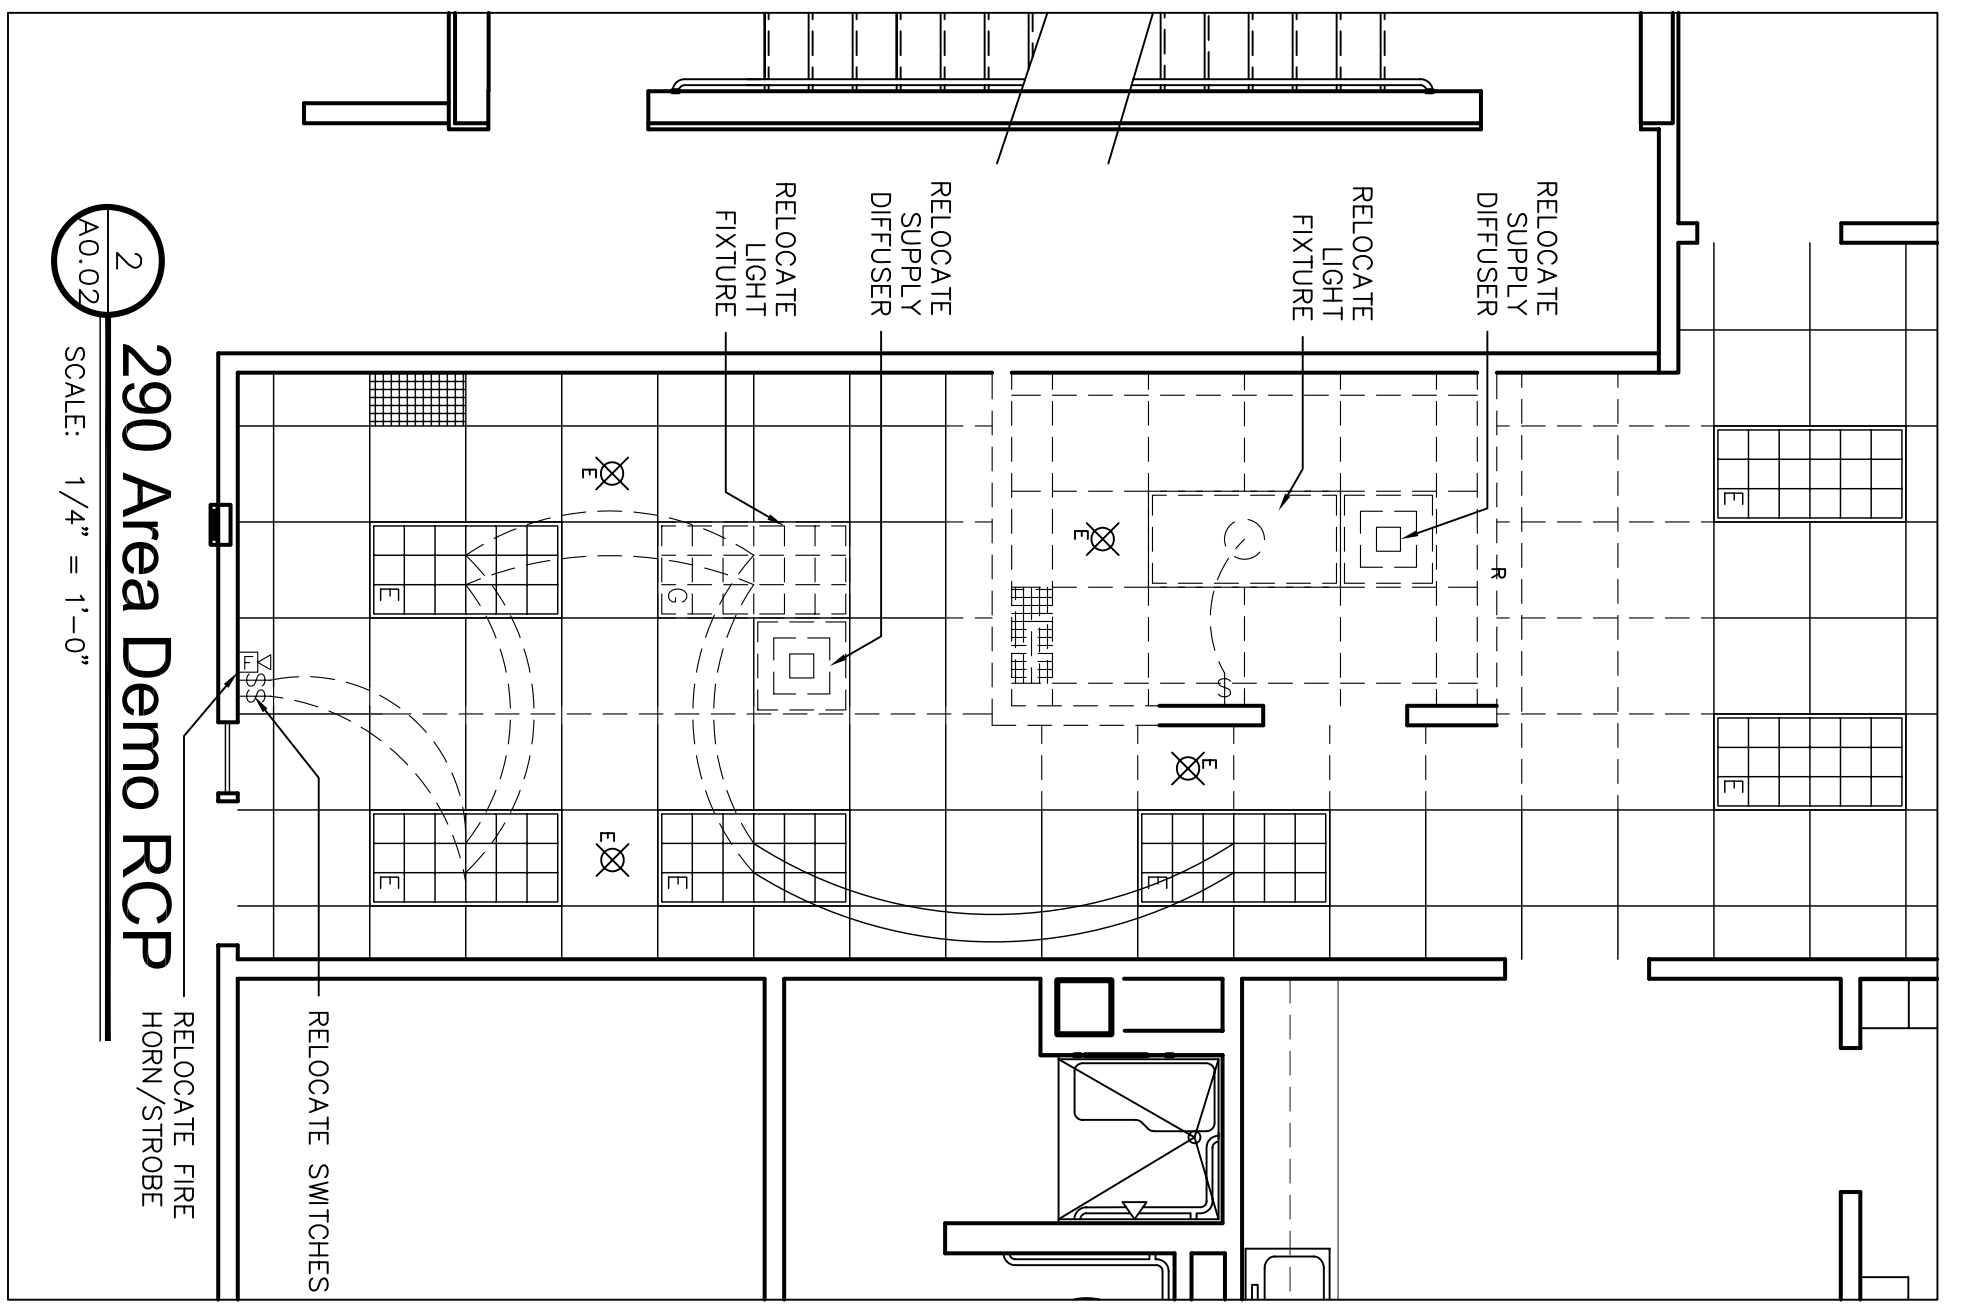 RELOCATE
SUPPLY
DIFFUSER
RELOCATE
LIGHT
FIXTURE
RELOCATE
SUPPLY
DIFFUSER
RELOCATE
LIGHT
FIXTURE
E
E
R
E
E
E
E
E
G
E
E
E
E
F
$$
$
RELOCATE SWITCHES
RELOCATE FIRE
HORN/STROBE
2
A0.02
290 Area Demo RCP
SCALE: 1/4" = 1'-0"